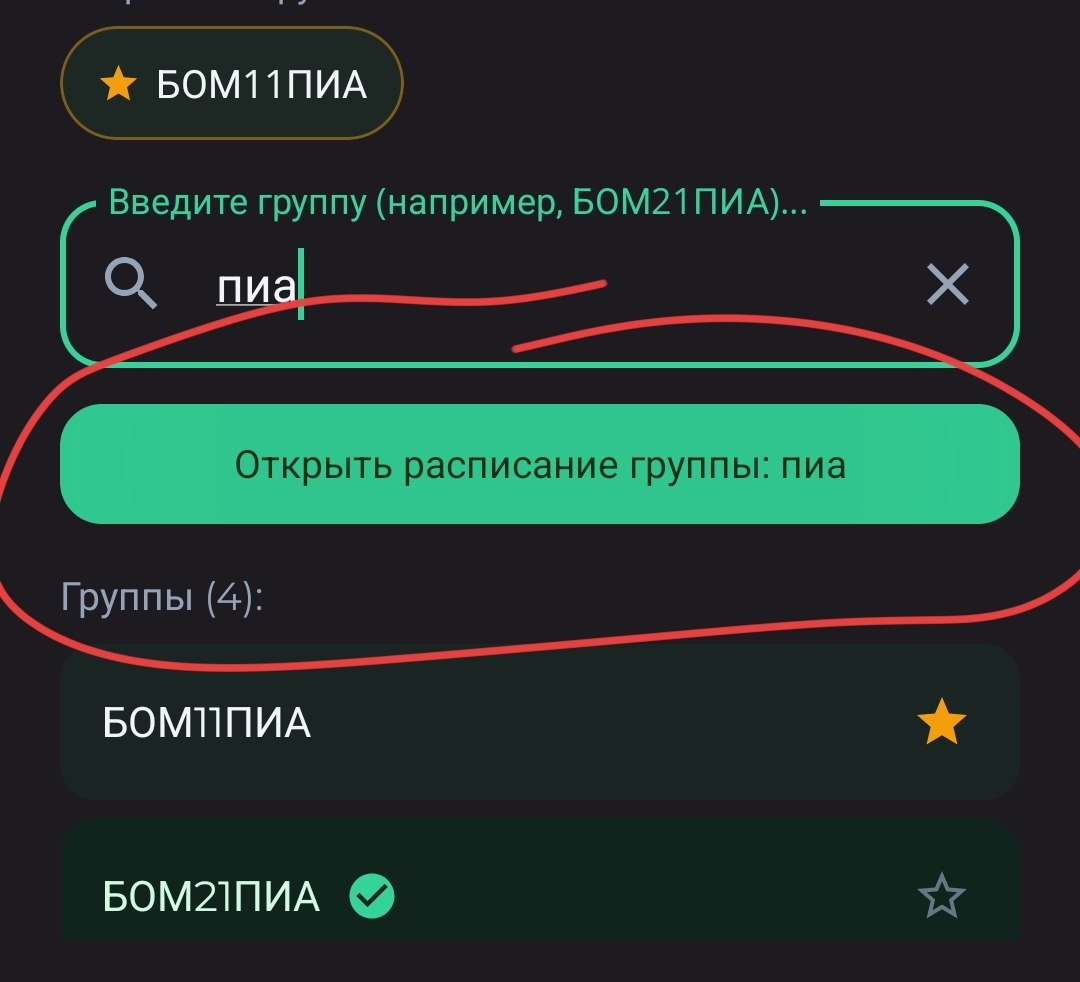 БОМ11ПИА
Введите группу (например, БОМ21ПИА)...
пиа
Открыть расписание группы: пиа
Группы (4):
БОМ11ПИА
БОМ21ПИА